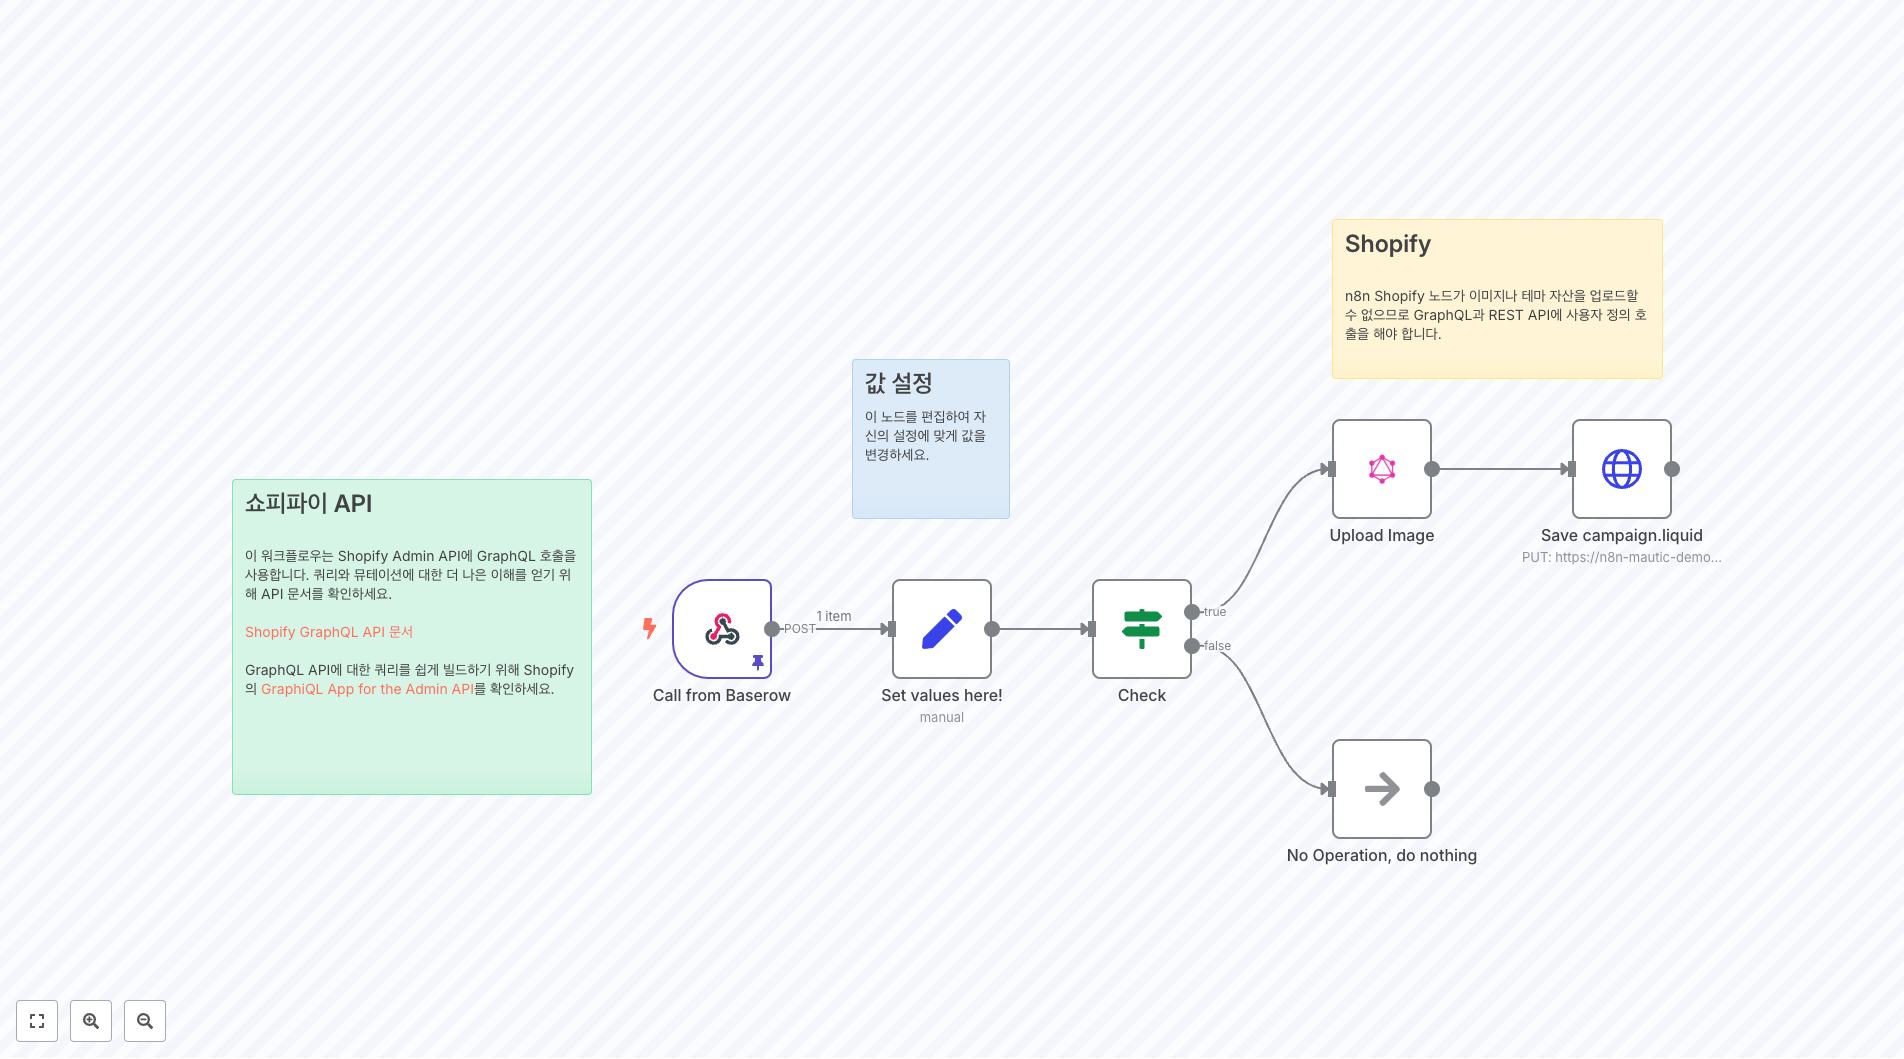 Shopify
n8n Shopify 노드가 이미지나 테마 자산을 업로드할
수 없으므로 GraphQL과 REST API에 사용자 정의 호
출을 해야 합니다.
값 설정
이 노드를 편집하여 자
신의 설정에 맞게 값을
변경하세요.
쇼피파이 API
이 워크플로우는 Shopify Admin API에 GraphQL 호출을
사용합니다. 쿼리와 뮤테이션에 대한 더 나은 이해를 얻기 위
해 API 문서를 확인하세요.
Shopify GraphQL API 문서
GraphQL API에 대한 쿼리를 쉽게 빌드하기 위해 Shopify
의 GraphiQL App for the Admin API를 확인하세요.
POST
1 item
Call from Baserow
Set values here!
manual
Check
true
false
Upload Image
Save campaign.liquid
PUT: https://n8n-mautic-demo...
No Operation, do nothing